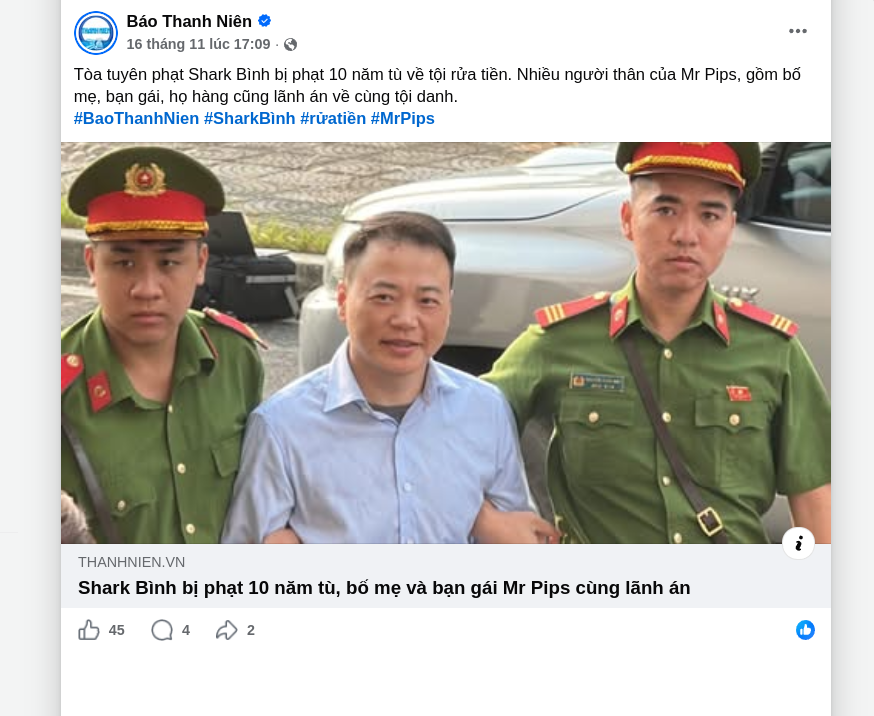 Báo Thanh Niên
16 tháng 11 lúc 17:09 ·
Tòa tuyên phạt Shark Bình bị phạt 10 năm tù về tội rửa tiền. Nhiều người thân của Mr Pips, gồm bố
mẹ, bạn gái, họ hàng cũng lãnh án về cùng tội danh.
#BaoThanhNien #SharkBình #rửatiền #MrPips
THANHNIEN.VN
Shark Bình bị phạt 10 năm tù, bố mẹ và bạn gái Mr Pips cùng lãnh án
45 4 2